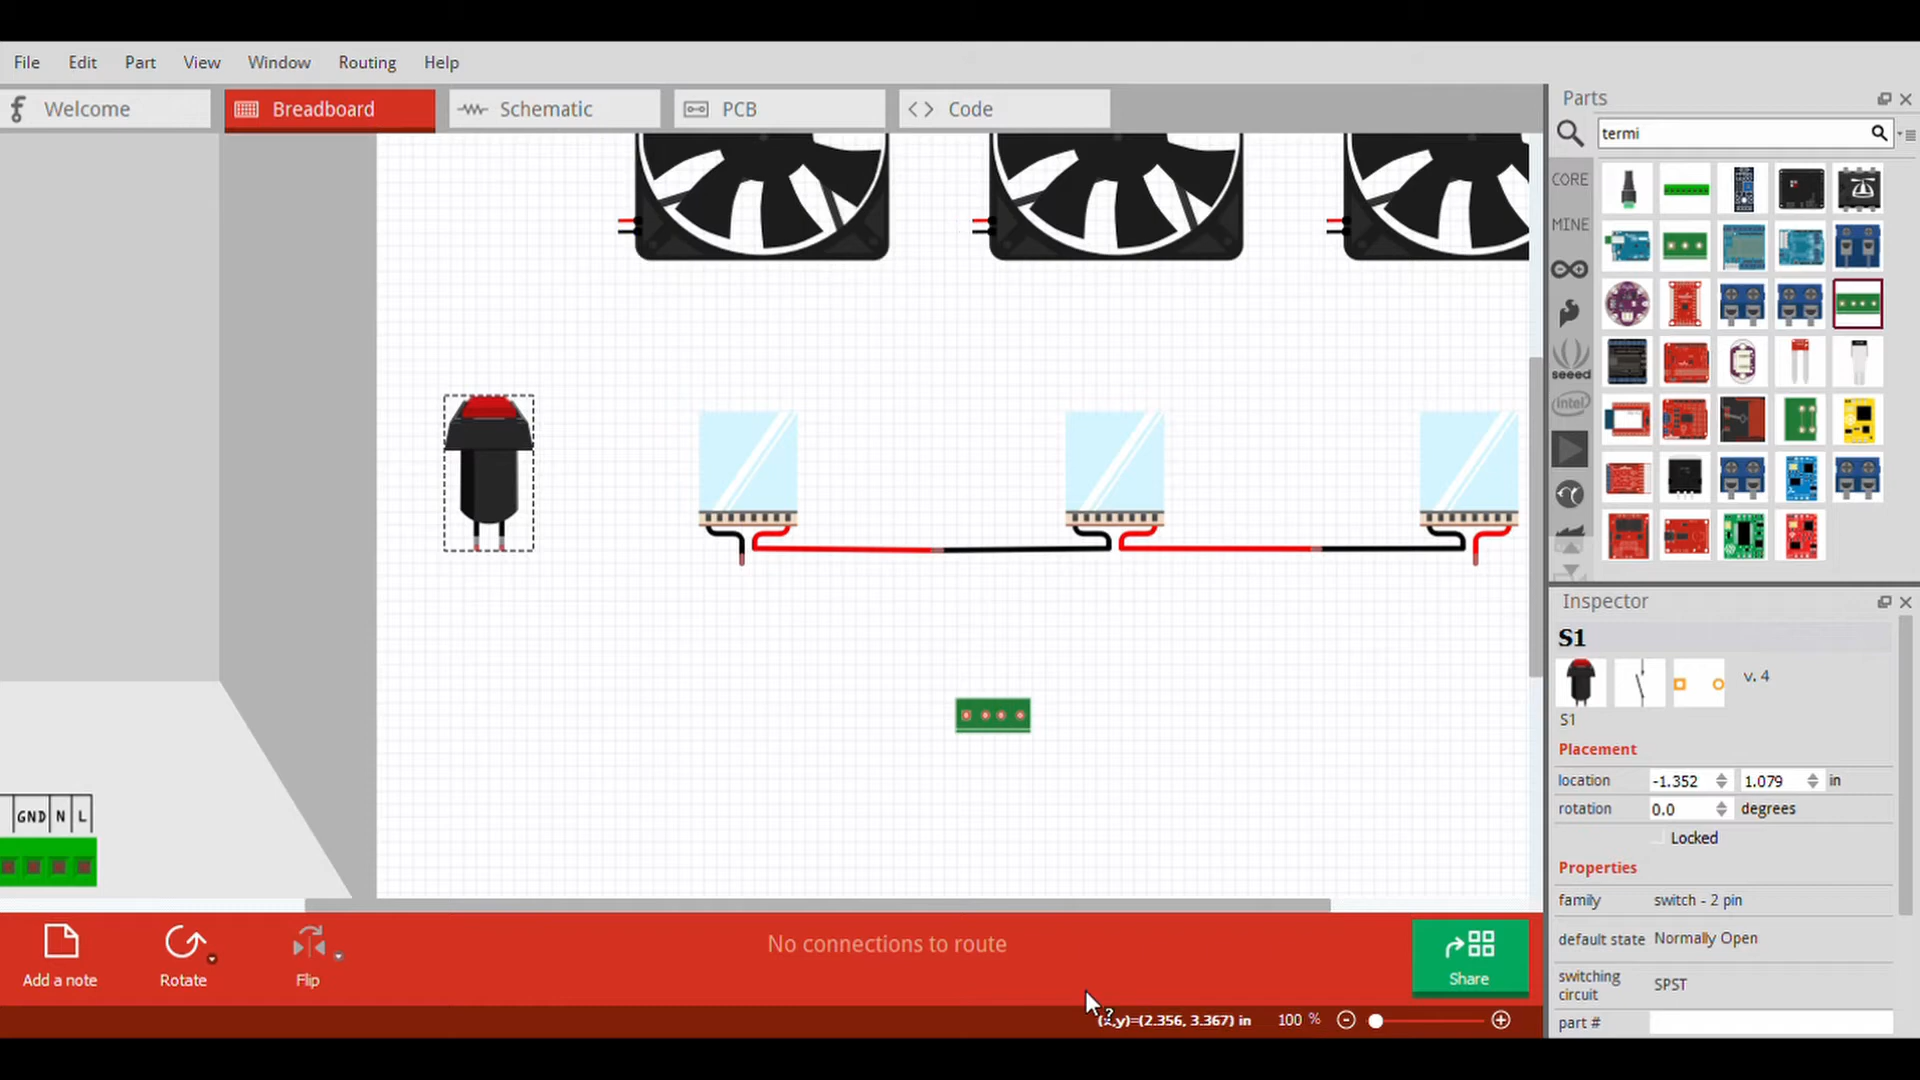 File Edit Part View Window Routing Help
Welcome Breadboard Schematic PCB Code
Parts
termi
CORE
MINE
seeed
intel
GND N L
Inspector
S1
v. 4
S1
Placement
location -1.352 1.079 in
rotation 0.0 degrees
Locked
Properties
family switch - 2 pin
default state Normally Open
switching circuit SPST
part #
No connections to route
Add a note Rotate Flip Share
(x,y)=(2.356, 3.367) in 100 %